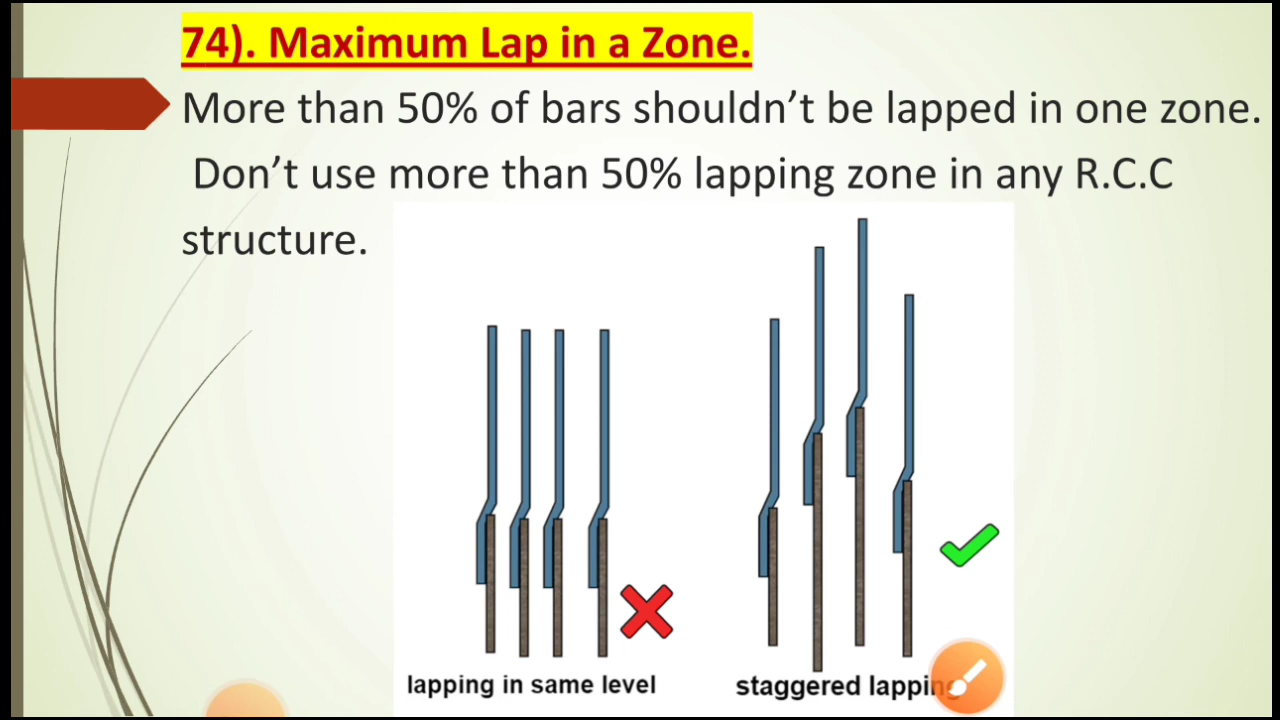 74). Maximum Lap in a Zone.
More than 50% of bars shouldn’t be lapped in one zone.
Don’t use more than 50% lapping zone in any R.C.C
structure.
lapping in same level
staggered lapping